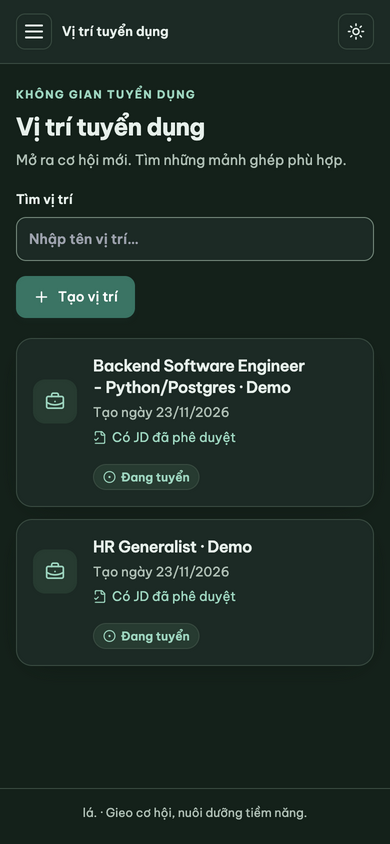 Vị trí tuyển dụng
KHÔNG GIAN TUYỂN DỤNG
Vị trí tuyển dụng
Mở ra cơ hội mới. Tìm những mảnh ghép phù hợp.
Tìm vị trí
Nhập tên vị trí...
Tạo vị trí
Backend Software Engineer
- Python/Postgres · Demo
Tạo ngày 23/11/2026
Có JD đã phê duyệt
Đang tuyển
HR Generalist · Demo
Tạo ngày 23/11/2026
Có JD đã phê duyệt
Đang tuyển
lá. · Gieo cơ hội, nuôi dưỡng tiềm năng.